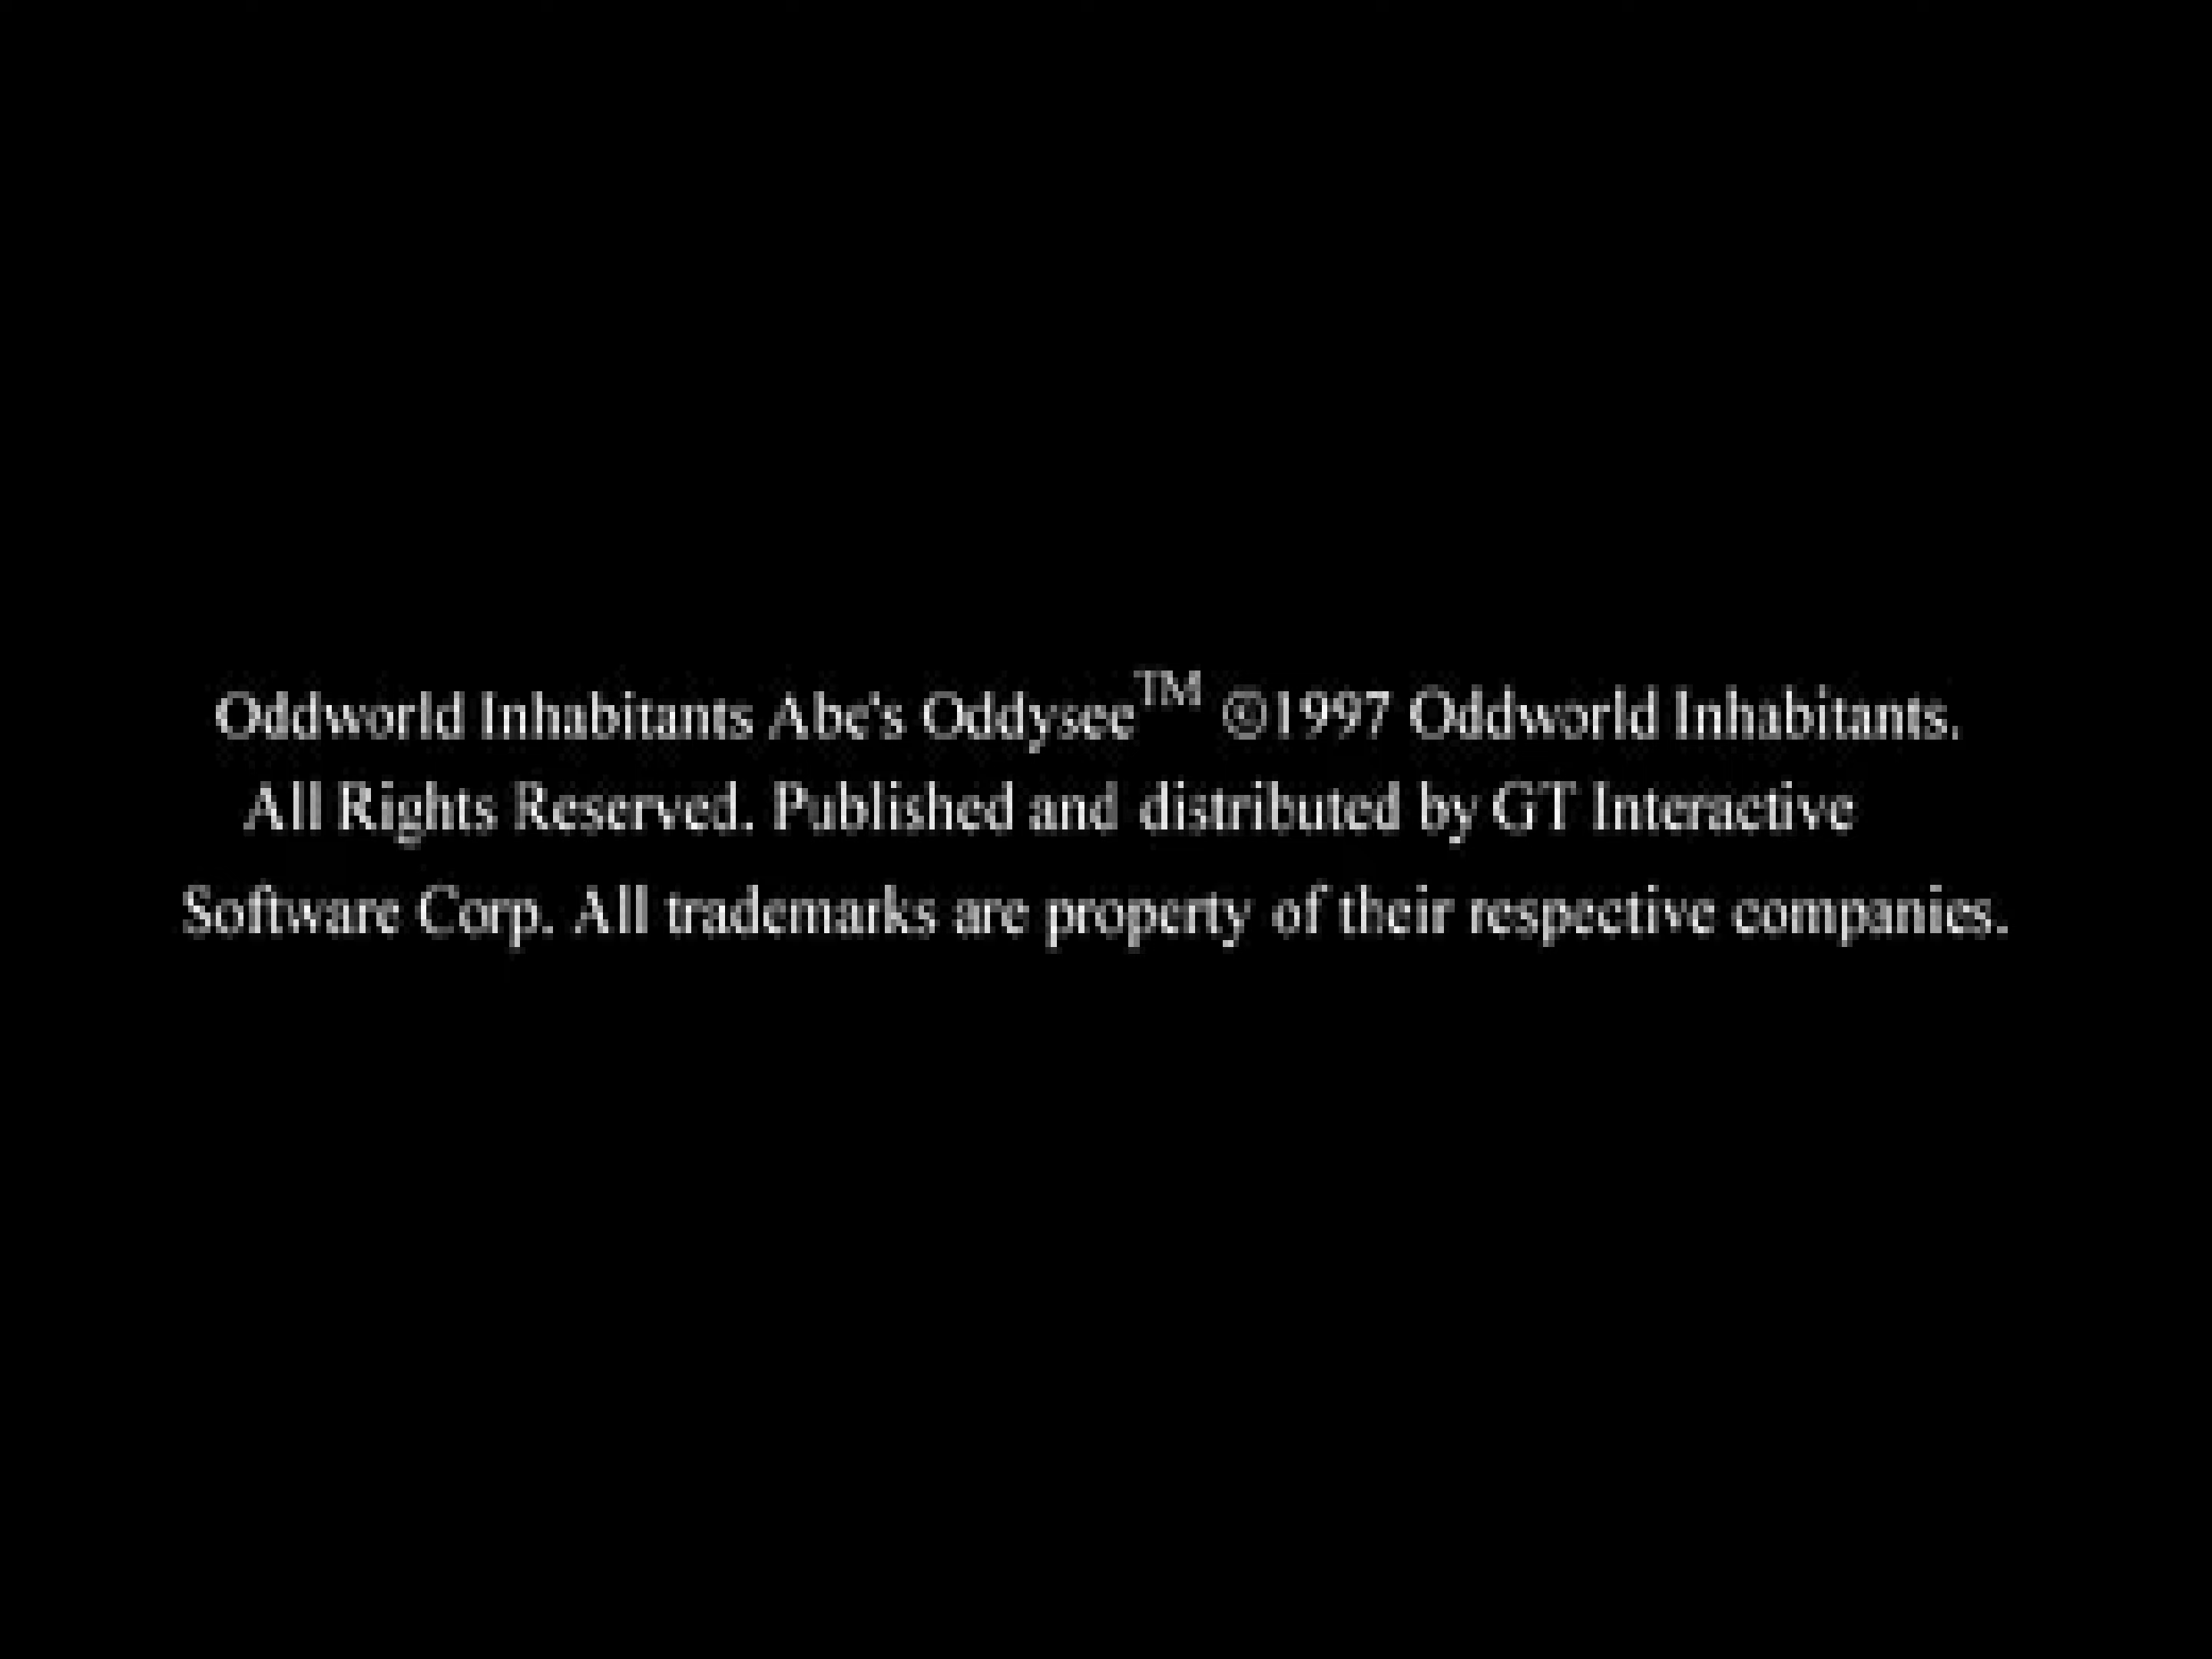 Oddworld Inhabitants Abe's Oddysee™ ©1997 Oddworld Inhabitants.
All Rights Reserved. Published and distributed by GT Interactive
Software Corp. All trademarks are property of their respective companies.